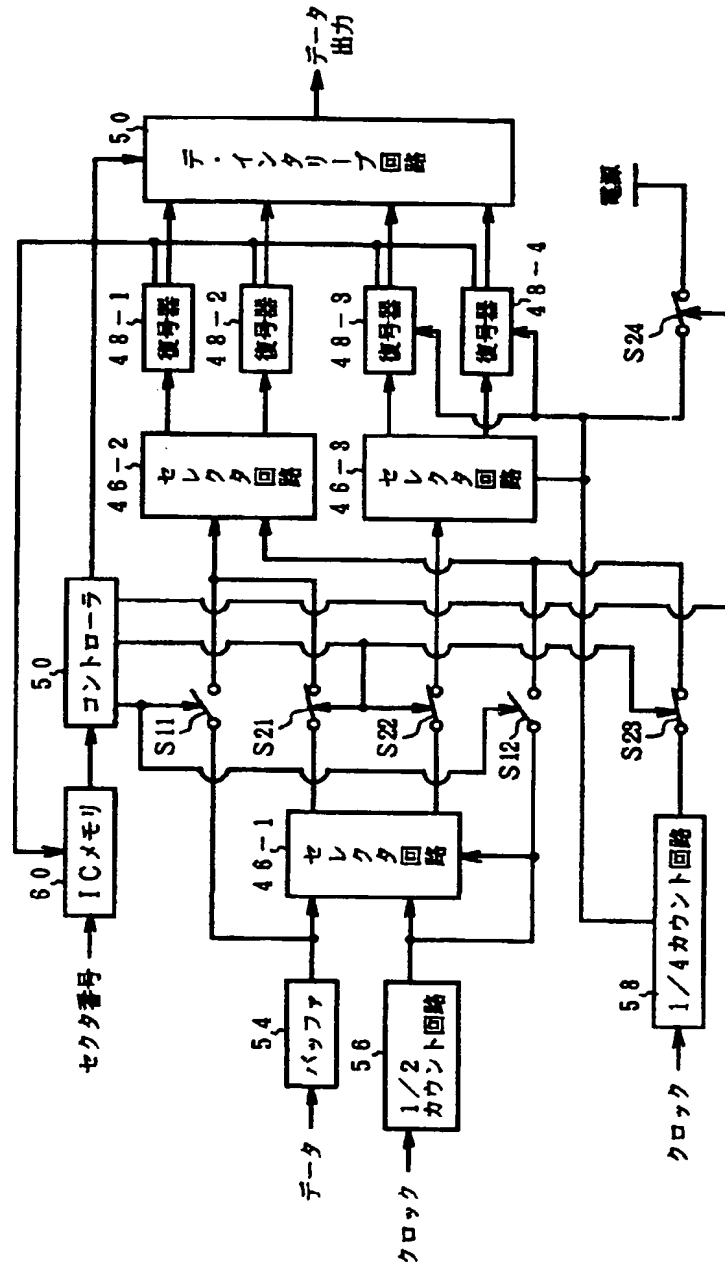 セクタ番号
60
ICメモリ
50
コントローラ
データ
54
バッファ
クロック
56
1/2
カウント回路
クロック
58
1/4カウント回路
46-1
セレクタ回路
S11
S21
S22
S12
S23
46-2
セレクタ回路
46-3
セレクタ回路
48-1
復号器
48-2
復号器
48-3
復号器
48-4
復号器
50
デ・インタリーブ回路
データ
出力
電源
S24